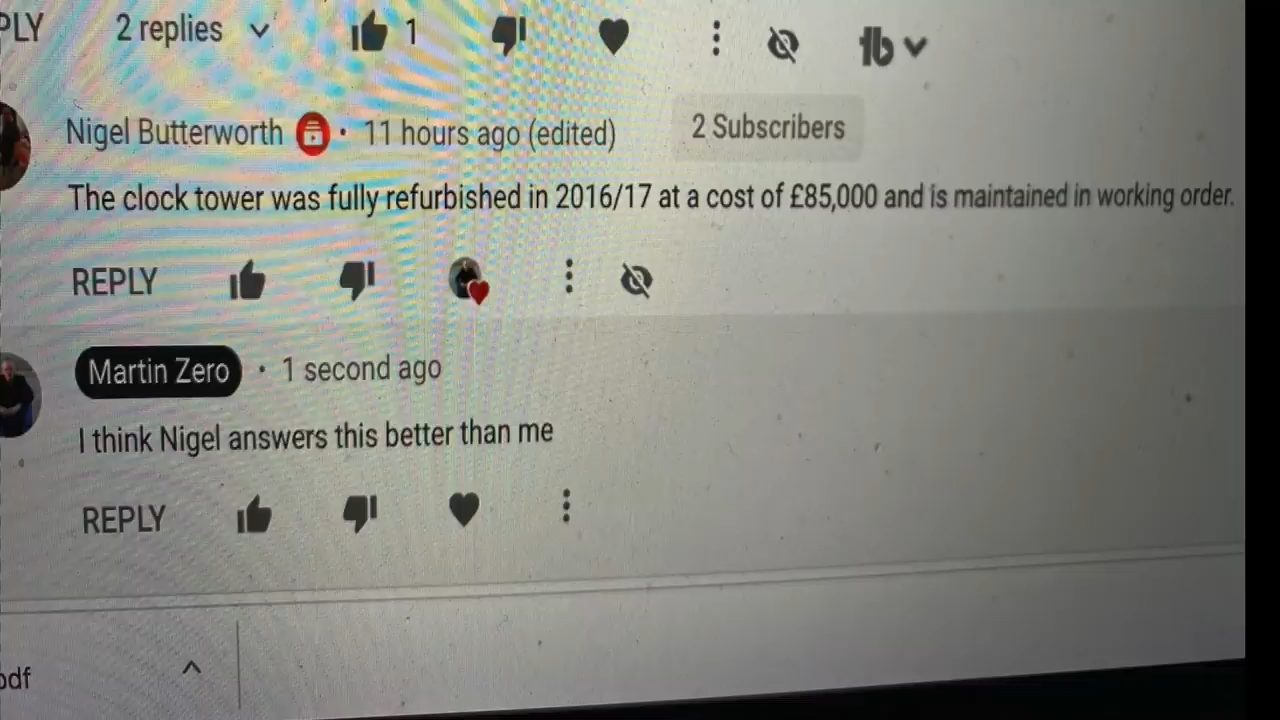 PLY 2 replies 1
Nigel Butterworth • 11 hours ago (edited) 2 Subscribers
The clock tower was fully refurbished in 2016/17 at a cost of £85,000 and is maintained in working order.
REPLY
Martin Zero • 1 second ago
I think Nigel answers this better than me
REPLY
pdf